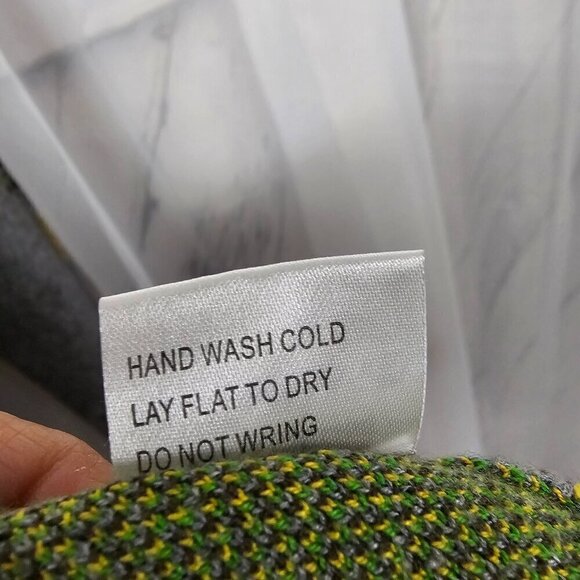 HAND WASH COLD
LAY FLAT TO DRY
DO NOT WRING